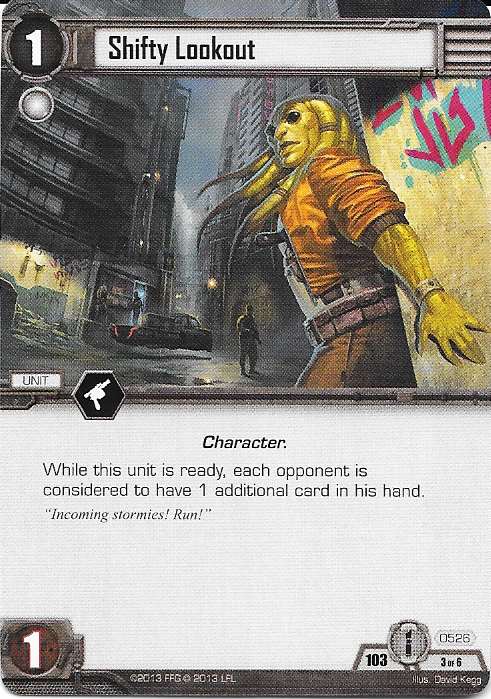 1
Shifty Lookout
UNIT
Character.
While this unit is ready, each opponent is
considered to have 1 additional card in his hand.
“Incoming stormies! Run!”
1
103
0526
3 OF 6
©2013 FFG © 2013 LFL
Illus. David Kegg